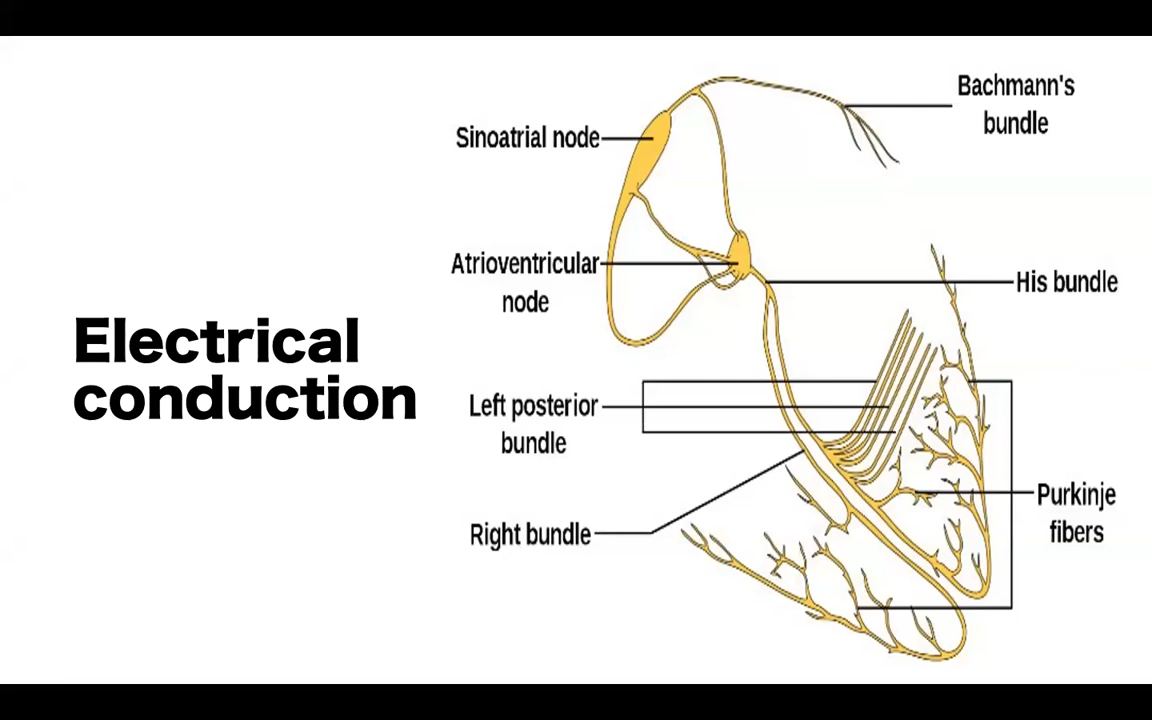 Electrical
conduction
Bachmann's
bundle
Sinoatrial node
Atrioventricular
node
His bundle
Left posterior
bundle
Purkinje
fibers
Right bundle